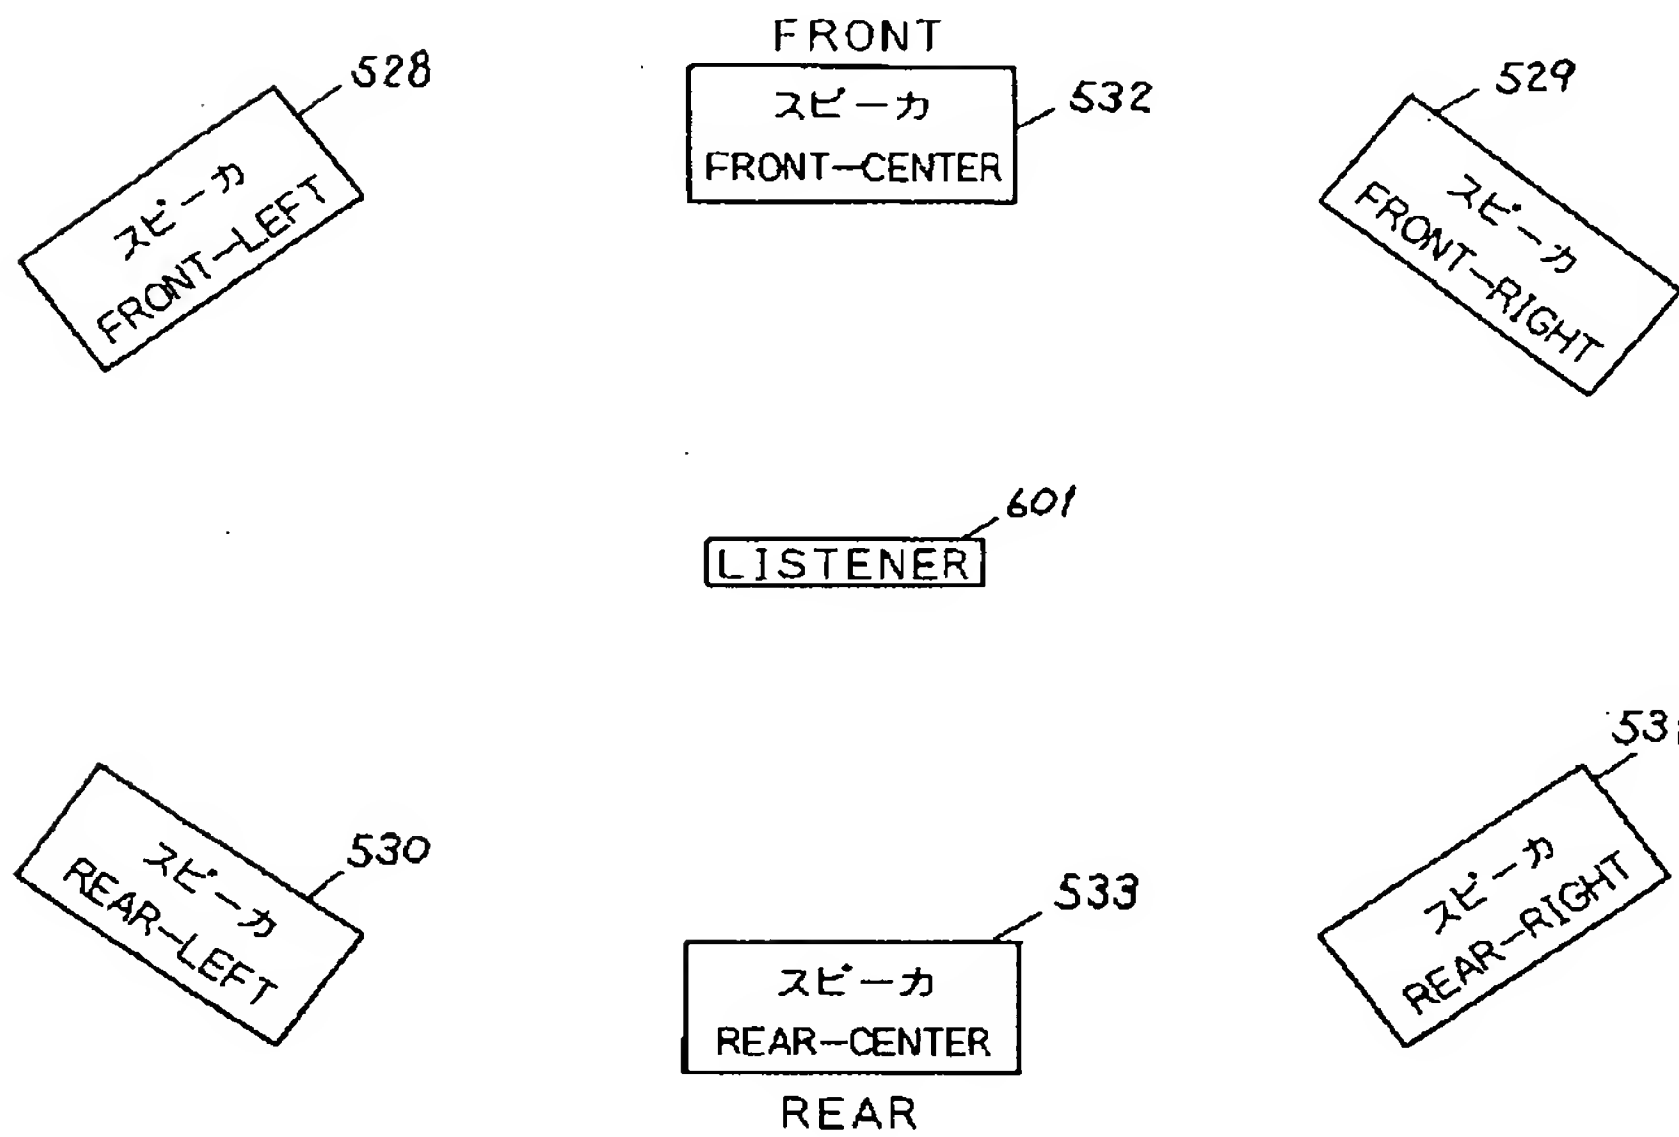 FRONT
528
スピーカ
FRONT-LEFT
532
スピーカ
FRONT-CENTER
529
スピーカ
FRONT-RIGHT
601
LISTENER
530
スピーカ
REAR-LEFT
533
スピーカ
REAR-CENTER
スピーカ
REAR-RIGHT
REAR